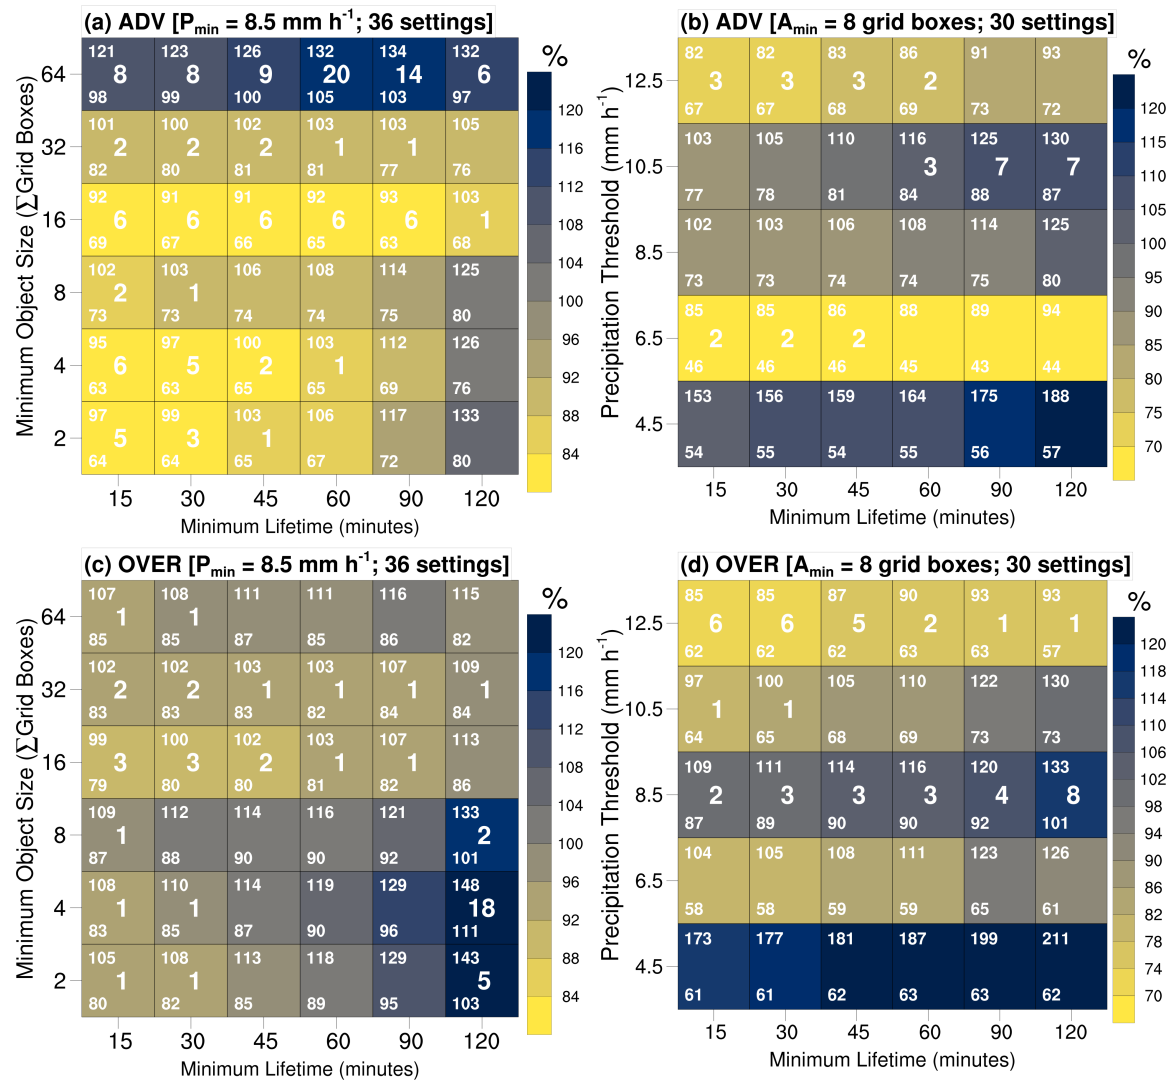 (a) ADV [Pmin = 8.5 mm h-1; 36 settings]
%
Minimum Object Size (ΣGrid Boxes)
121 123 126 132 134 132
64 8 8 9 20 14 6
98 99 100 105 103 97
101 100 102 103 103 105
32 2 2 2 1 1
82 80 81 81 77 76
92 91 91 92 93 103
16 6 6 6 6 6 1
69 67 66 65 63 68
102 103 106 108 114 125
8 2 1
73 73 74 74 75 80
95 97 100 103 112 126
4 6 5 2 1
63 63 65 65 69 76
97 99 103 106 117 133
2 5 3 1
64 64 65 67 72 80
15 30 45 60 90 120
Minimum Lifetime (minutes)
120
116
112
108
104
100
96
92
88
84
(b) ADV [Amin = 8 grid boxes; 30 settings]
%
Precipitation Threshold (mm h-1)
82 82 83 86 91 93
12.5 3 3 3 2
67 67 68 69 73 72
103 105 110 116 125 130
10.5 3 7 7
77 78 81 84 88 87
102 103 106 108 114 125
8.5
73 73 74 74 75 80
85 85 86 88 89 94
6.5 2 2 2
46 46 46 45 43 44
153 156 159 164 175 188
4.5
54 55 54 55 56 57
15 30 45 60 90 120
Minimum Lifetime (minutes)
120
115
110
105
100
95
90
85
80
75
70
(c) OVER [Pmin = 8.5 mm h-1; 36 settings]
%
Minimum Object Size (ΣGrid Boxes)
107 108 111 111 116 115
64 1 1
85 85 87 85 86 82
102 102 103 103 107 109
32 2 2 1 1 1 1
83 83 83 82 84 84
99 100 102 103 107 113
16 3 3 2 1 1
79 80 80 81 82 86
109 112 114 116 121 133
8 1 2
87 88 90 90 92 101
108 110 114 119 129 148
4 1 1 18
83 85 87 90 96 111
105 108 113 118 129 143
2 1 1 5
80 82 85 89 95 103
15 30 45 60 90 120
Minimum Lifetime (minutes)
120
116
112
108
104
100
96
92
88
84
(d) OVER [Amin = 8 grid boxes; 30 settings]
%
Precipitation Threshold (mm h-1)
85 85 87 90 93 93
12.5 6 6 5 2 1 1
62 62 62 63 63 57
97 100 105 110 122 130
10.5 1 1
64 65 68 69 73 73
109 111 114 116 120 133
8.5 2 3 3 3 4 8
87 89 90 90 92 101
104 105 108 111 123 126
6.5
58 58 59 59 65 61
173 177 181 187 199 211
4.5
61 61 62 63 63 62
15 30 45 60 90 120
Minimum Lifetime (minutes)
120
118
114
110
106
102
98
94
90
86
82
78
74
70